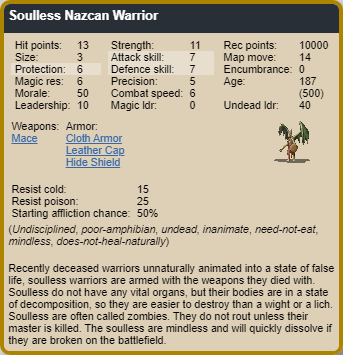 Soulless Nazcan Warrior
Hit points: 13 Strength: 11 Rec points: 10000
Size: 3 Attack skill: 7 Map move: 14
Protection: 6 Defence skill: 7 Encumbrance: 0
Magic res: 6 Precision: 5 Age: 187
Morale: 50 Combat speed: 6 (500)
Leadership: 10 Magic ldr: 0 Undead ldr: 40
Weapons: Armor:
Mace Cloth Armor
Leather Cap
Hide Shield
Resist cold: 15
Resist poison: 25
Starting affliction chance: 50%
(Undisciplined, poor-amphibian, undead, inanimate, need-not-eat,
mindless, does-not-heal-naturally)
Recently deceased warriors unnaturally animated into a state of false
life, soulless warriors are armed with the weapons they died with.
Soulless do not have any vital organs, but their bodies are in a state
of decomposition, so they are easier to destroy than a wight or a lich.
Soulless are often called zombies. They do not rout unless their
master is killed. The soulless are mindless and will quickly dissolve if
they are broken on the battlefield.